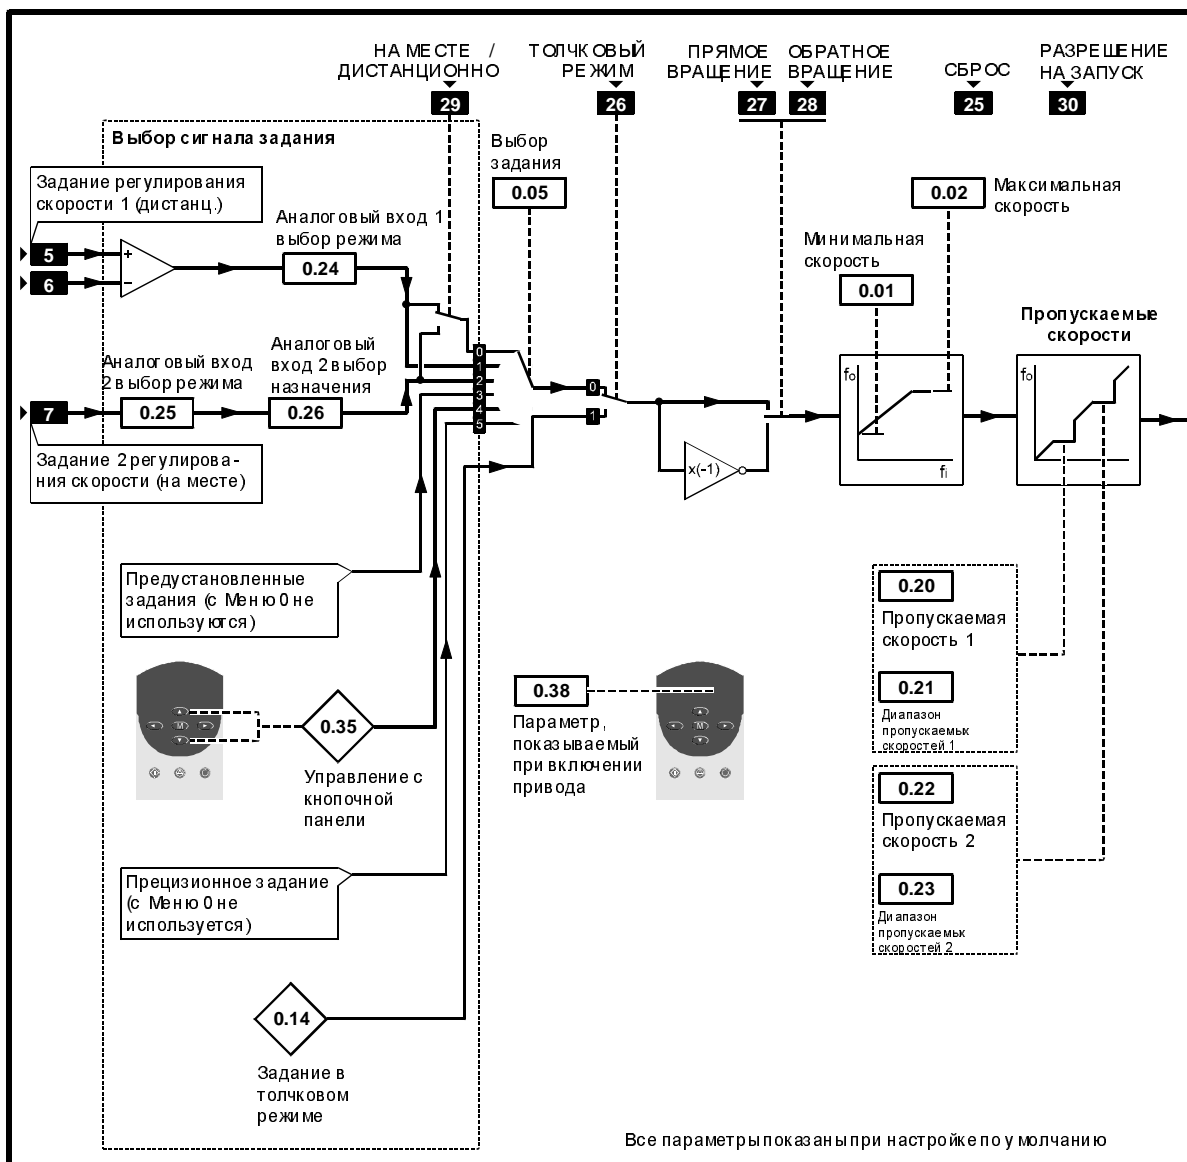 НА МЕСТЕ /
ДИСТАНЦИОННО
29
ТОЛЧКОВЫЙ
РЕЖИМ
26
ПРЯМОЕ
ВРАЩЕНИЕ
27
ОБРАТНОЕ
ВРАЩЕНИЕ
28
СБРОС
25
РАЗРЕШЕНИЕ
НА ЗАПУСК
30
Выбор сигнала задания
Выбор
задания
0.05
Задание регулирования
скорости 1 (дистанц.)
5
6
+
−
Аналоговый вход 1
выбор режима
0.24
0.02
Максимальная
скорость
Минимальная
скорость
0.01
Пропускаемые
скорости
Аналоговый вход
2 выбор режима
0.25
Аналоговый
вход 2 выбор
назначения
0.26
7
Задание 2 регулирова-
ния скорости (на месте)
0
1
2
3
4
5
0
1
x(-1)
fo
fi
fo
Предустановленные
задания (с Меню 0 не
используются)
M
0.35
Управление с
кнопочной
панели
0.38
Параметр,
показываемый
при включении
привода
M
0.20
Пропускаемая
скорость 1
0.21
Диапазон
пропускаемых
скоростей 1
0.22
Пропускаемая
скорость 2
0.23
Диапазон
пропускаемых
скоростей 2
Прецизионное задание
(с Меню 0 не
используется)
0.14
Задание в
толчковом
режиме
Все параметры показаны при настройке по умолчанию